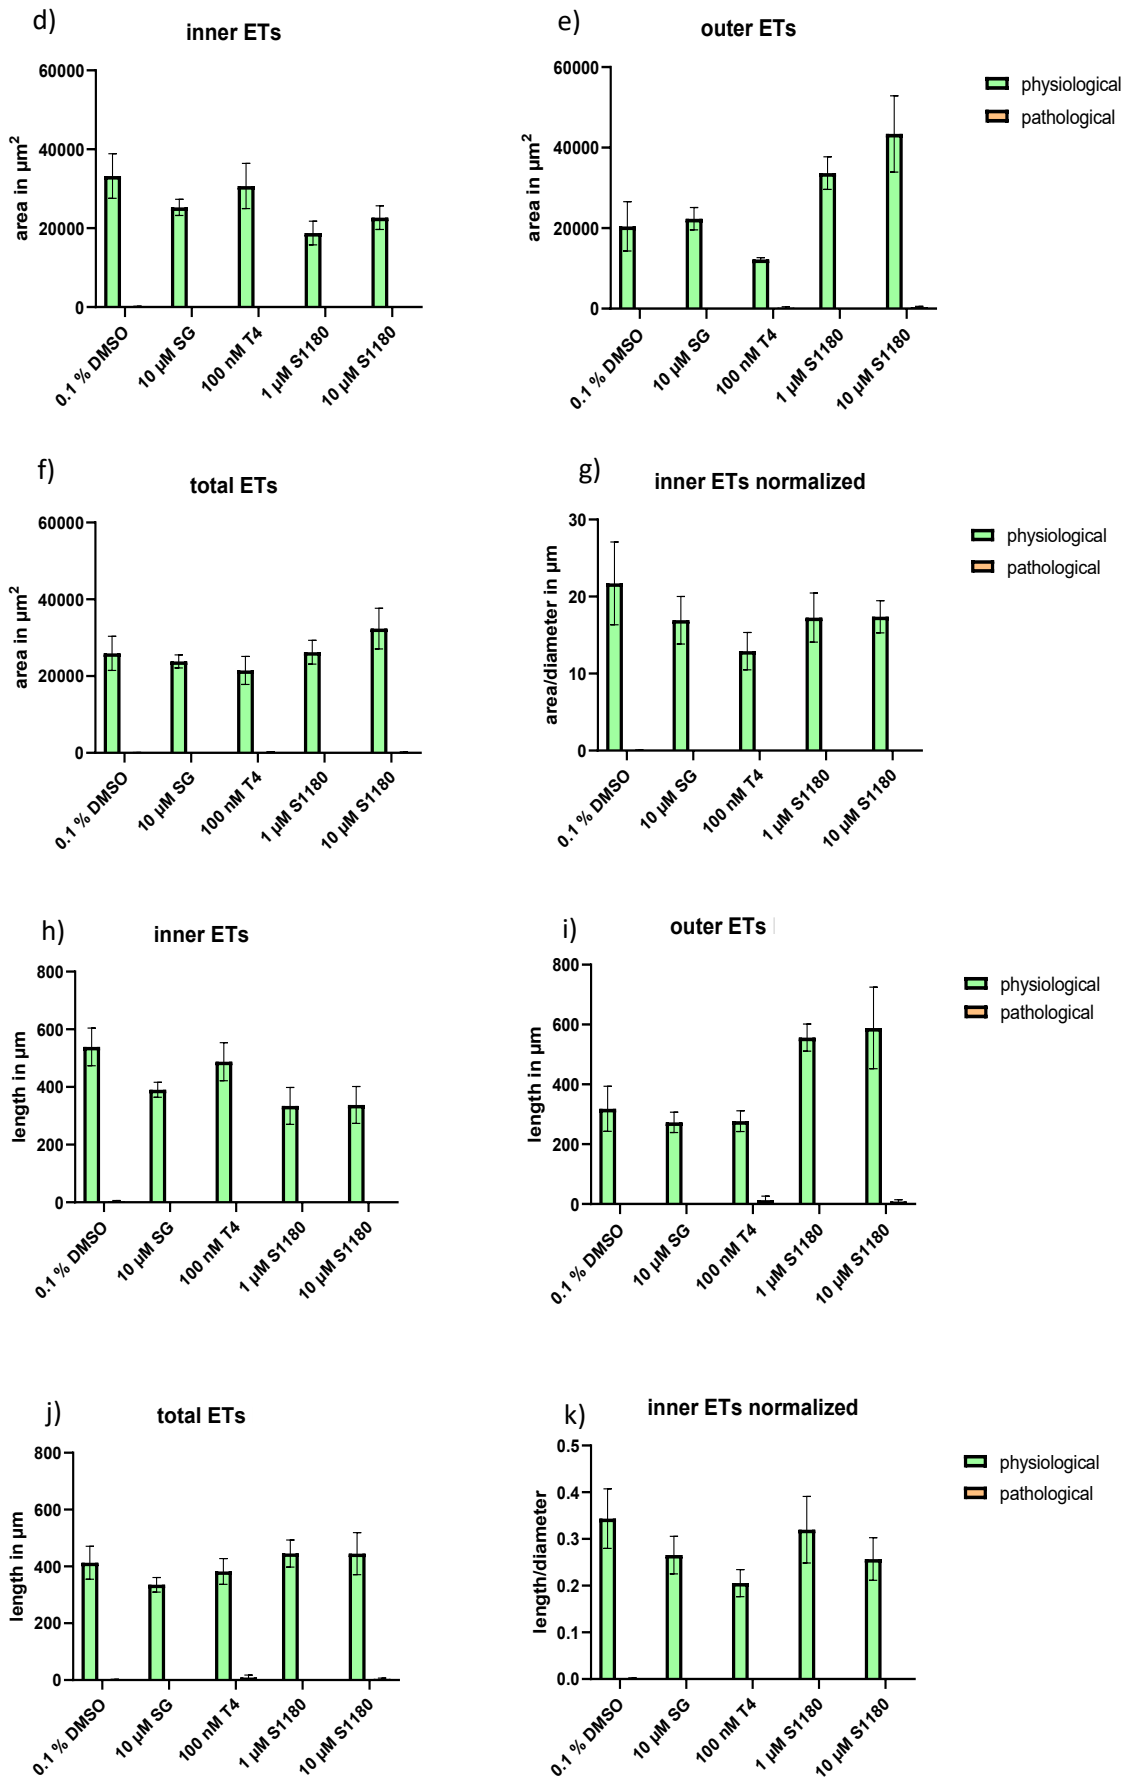 d)
inner ETs
area in µm²
60000
40000
20000
0
0.1 % DMSO
10 µM SG
100 nM T4
1 µM S1180
10 µM S1180
e)
outer ETs
area in µm²
60000
40000
20000
0
0.1 % DMSO
10 µM SG
100 nM T4
1 µM S1180
10 µM S1180
physiological
pathological
f)
total ETs
area in µm²
60000
40000
20000
0
0.1 % DMSO
10 µM SG
100 nM T4
1 µM S1180
10 µM S1180
g)
inner ETs normalized
area/diameter in µm
30
20
10
0
0.1 % DMSO
10 µM SG
100 nM T4
1 µM S1180
10 µM S1180
physiological
pathological
h)
inner ETs
length in µm
800
600
400
200
0
0.1 % DMSO
10 µM SG
100 nM T4
1 µM S1180
10 µM S1180
i)
outer ETs
length in µm
800
600
400
200
0
0.1 % DMSO
10 µM SG
100 nM T4
1 µM S1180
10 µM S1180
physiological
pathological
j)
total ETs
length in µm
800
600
400
200
0
0.1 % DMSO
10 µM SG
100 nM T4
1 µM S1180
10 µM S1180
k)
inner ETs normalized
length/diameter
0.5
0.4
0.3
0.2
0.1
0.0
0.1 % DMSO
10 µM SG
100 nM T4
1 µM S1180
10 µM S1180
physiological
pathological